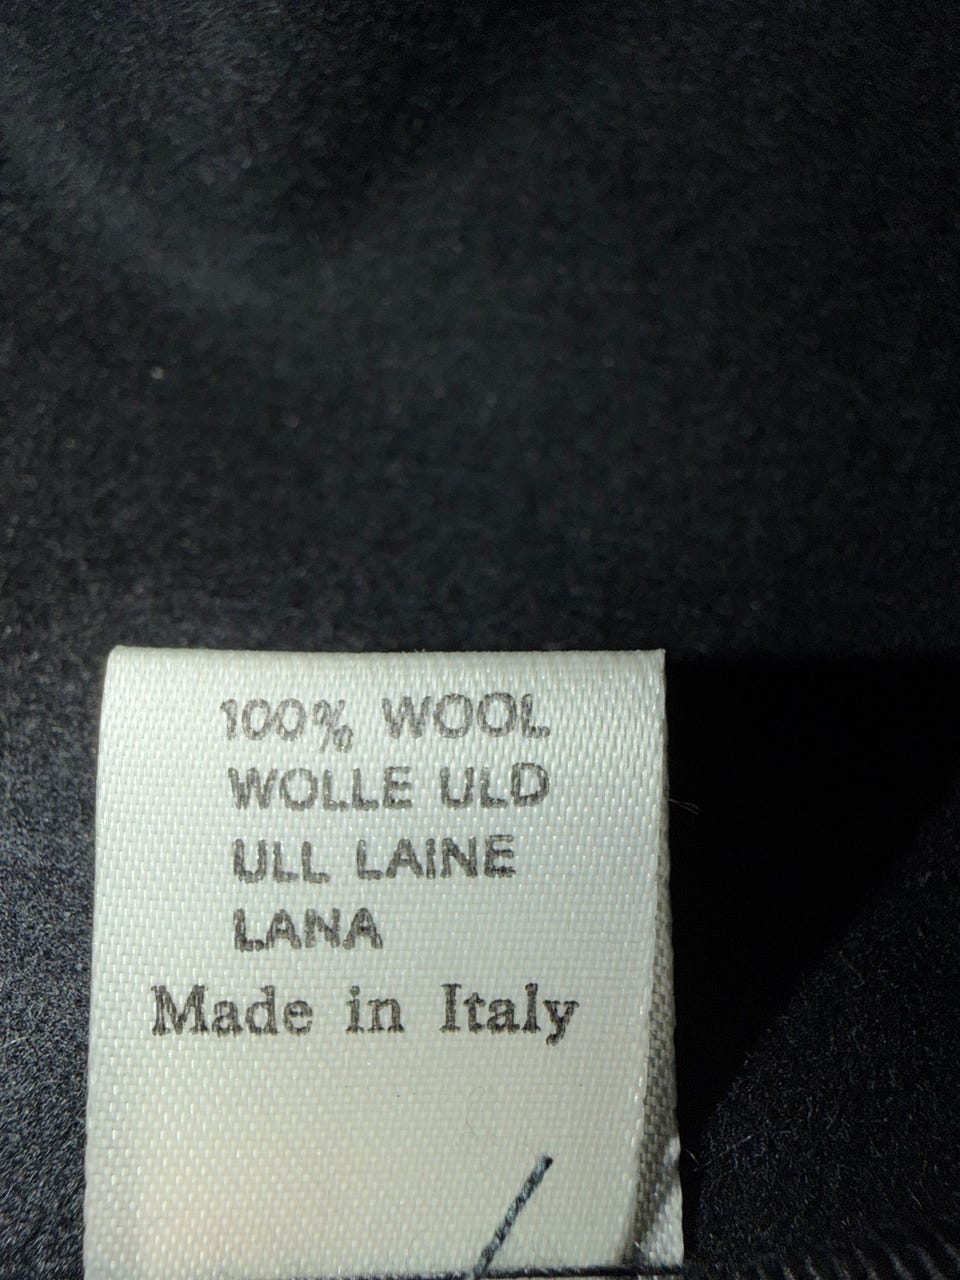 100% WOOL
WOLLE ULD
ULL LAINE
LANA
Made in Italy